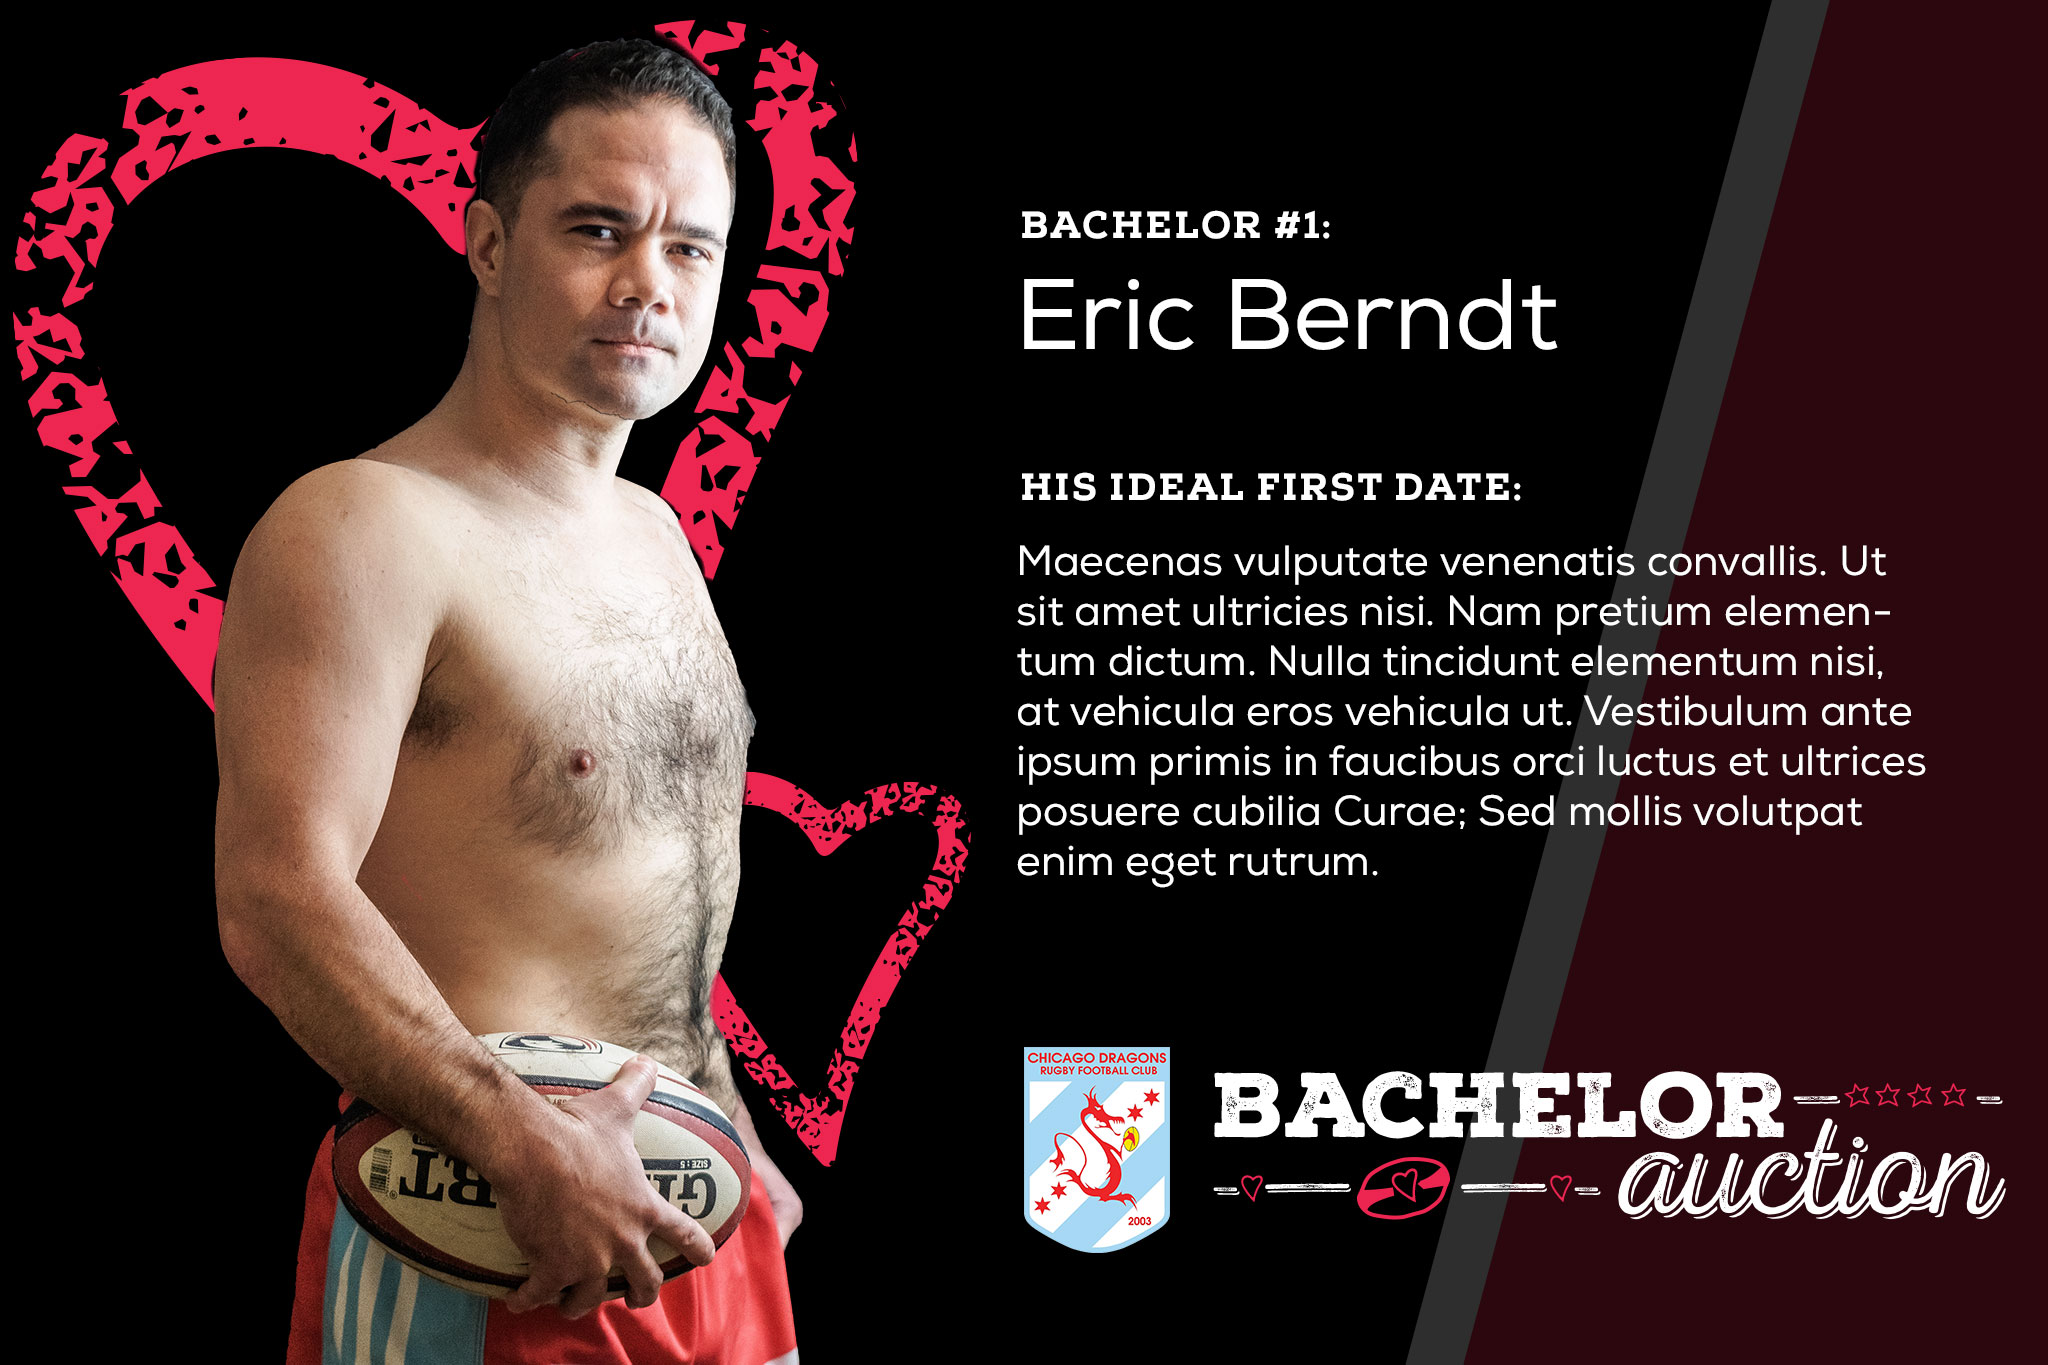 BACHELOR #1:
Eric Berndt
HIS IDEAL FIRST DATE:
Maecenas vulputate venenatis convallis. Ut
sit amet ultricies nisi. Nam pretium elemen-
tum dictum. Nulla tincidunt elementum nisi,
at vehicula eros vehicula ut. Vestibulum ante
ipsum primis in faucibus orci luctus et ultrices
posuere cubilia Curae; Sed mollis volutpat
enim eget rutrum.
CHICAGO DRAGONS
RUGBY FOOTBALL CLUB
2003
BACHELOR
auction
SIZE: 5